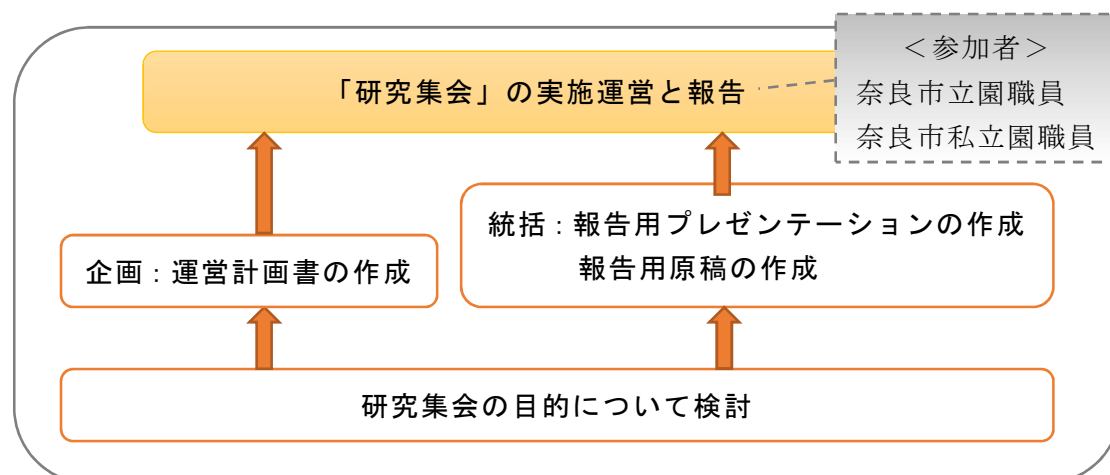 ＜参加者＞
奈良市立園職員
奈良市私立園職員
「研究集会」の実施運営と報告
企画：運営計画書の作成
統括：報告用プレゼンテーションの作成
報告用原稿の作成
研究集会の目的について検討